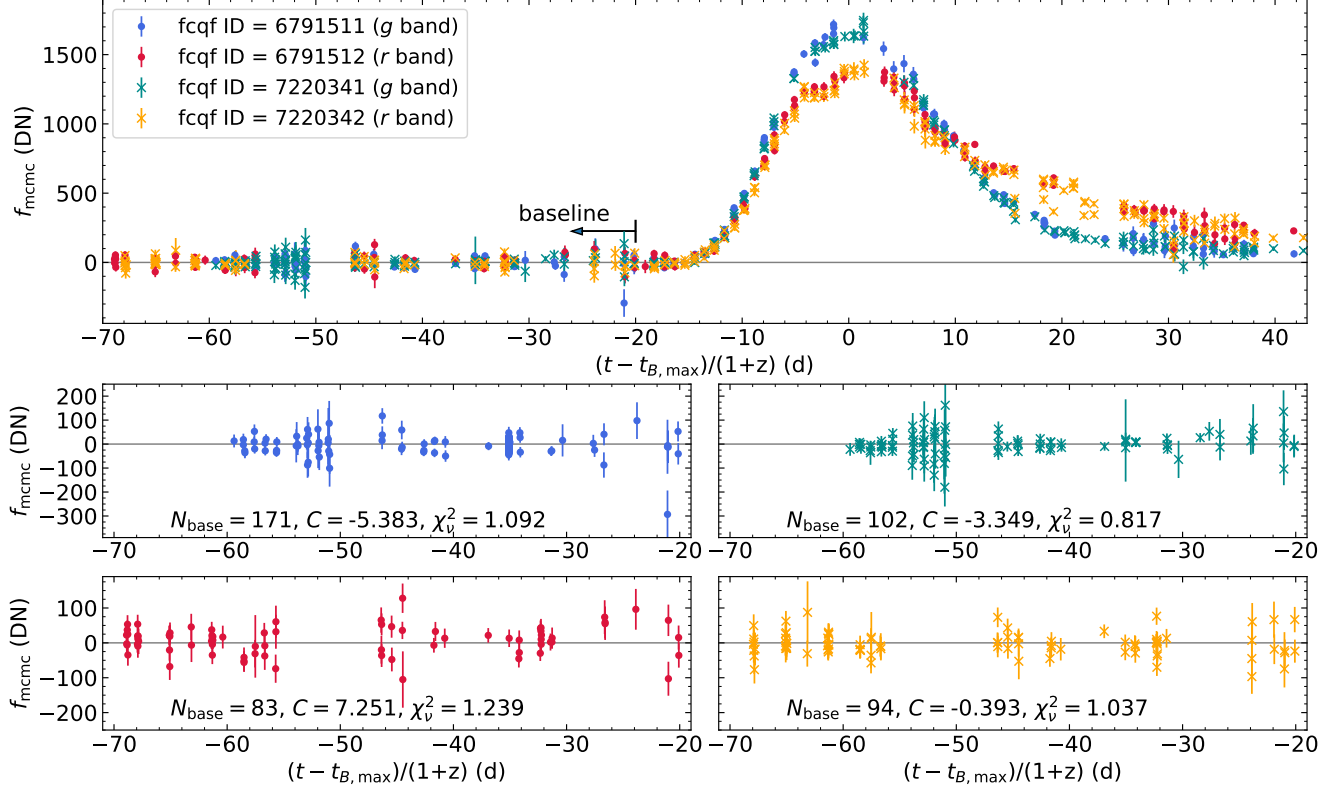 fcqf ID = 6791511 (g band)
fcqf ID = 6791512 (r band)
fcqf ID = 7220341 (g band)
fcqf ID = 7220342 (r band)
f_mcmc (DN)
1500
1000
500
0
baseline
−70 −60 −50 −40 −30 −20 −10 0 10 20 30 40
(t − t_B, max)/(1+z) (d)
f_mcmc (DN)
200
100
0
−100
−200
−300
N_base = 171, C = -5.383, χ²_ν = 1.092
−70 −60 −50 −40 −30 −20
N_base = 102, C = -3.349, χ²_ν = 0.817
−70 −60 −50 −40 −30 −20
f_mcmc (DN)
100
0
−100
−200
N_base = 83, C = 7.251, χ²_ν = 1.239
−70 −60 −50 −40 −30 −20
(t − t_B, max)/(1+z) (d)
N_base = 94, C = -0.393, χ²_ν = 1.037
−70 −60 −50 −40 −30 −20
(t − t_B, max)/(1+z) (d)